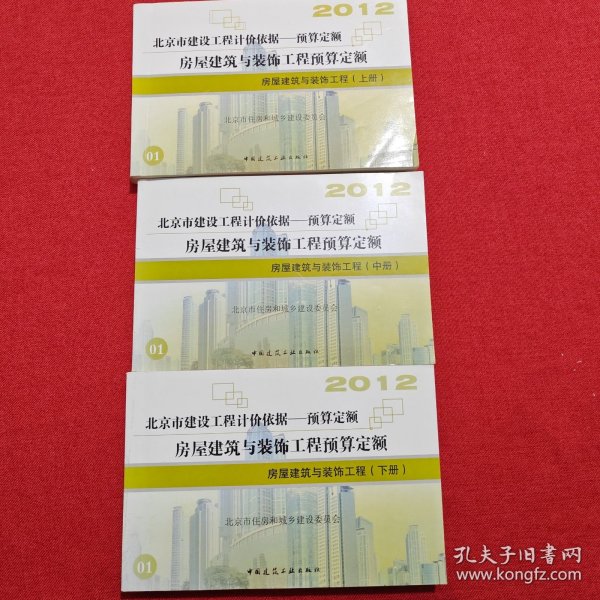 2012
北京市建设工程计价依据——预算定额
房屋建筑与装饰工程预算定额
房屋建筑与装饰工程（上册）
北京市住房和城乡建设委员会
01
中国建筑工业出版社
2012
北京市建设工程计价依据——预算定额
房屋建筑与装饰工程预算定额
房屋建筑与装饰工程（中册）
北京市住房和城乡建设委员会
01
中国建筑工业出版社
2012
北京市建设工程计价依据——预算定额
房屋建筑与装饰工程预算定额
房屋建筑与装饰工程（下册）
北京市住房和城乡建设委员会
01
中国建筑工业出版社
孔夫子旧书网
www.kongfz.com